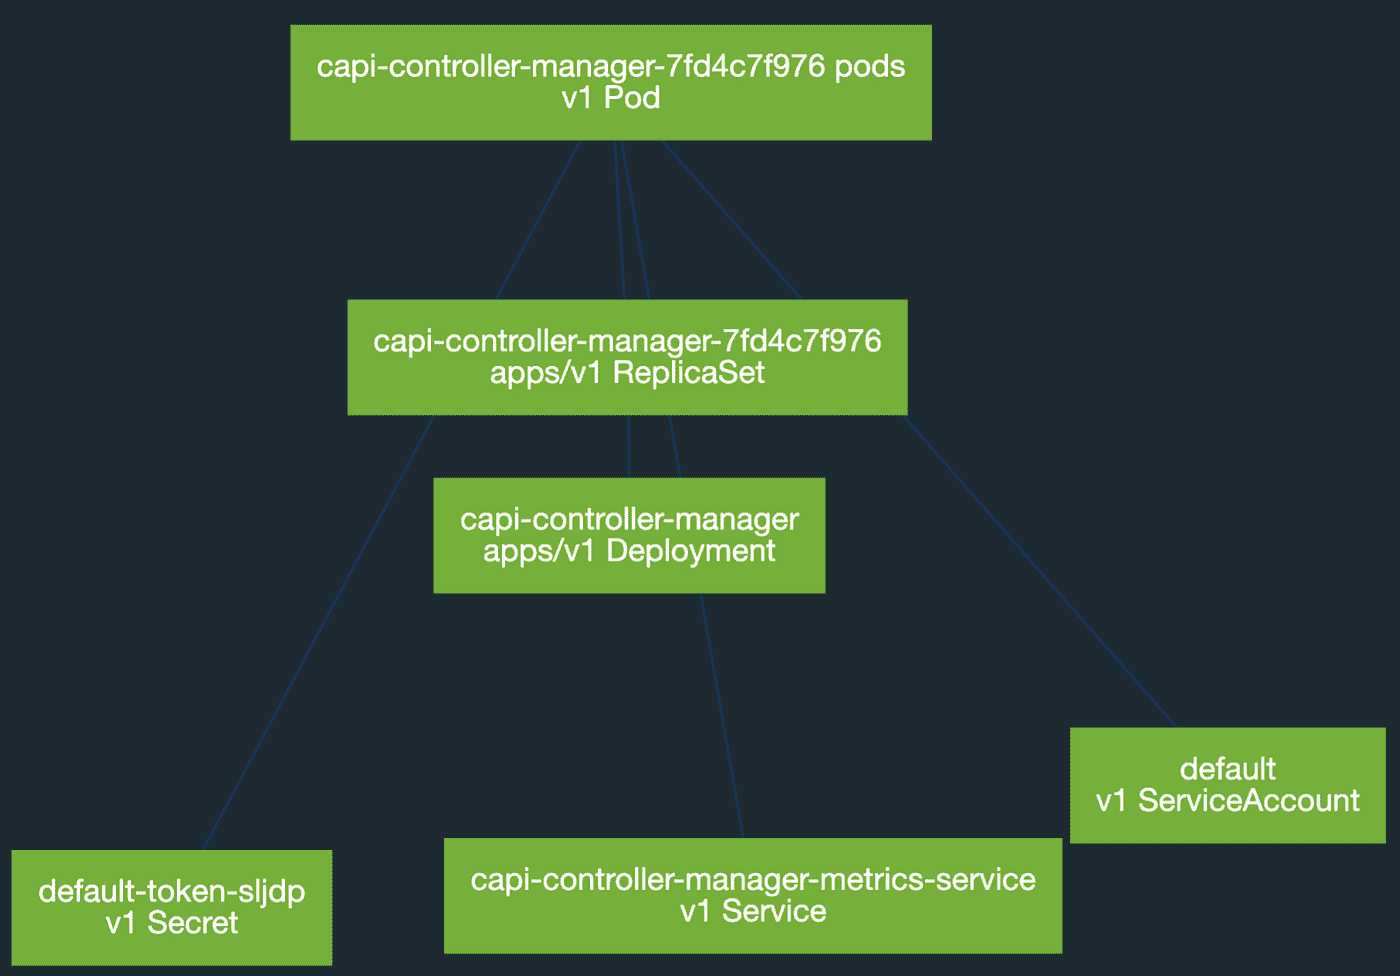 capi-controller-manager-7fd4c7f976 pods
v1 Pod
capi-controller-manager-7fd4c7f976
apps/v1 ReplicaSet
capi-controller-manager
apps/v1 Deployment
default
v1 ServiceAccount
default-token-sljdp
v1 Secret
capi-controller-manager-metrics-service
v1 Service